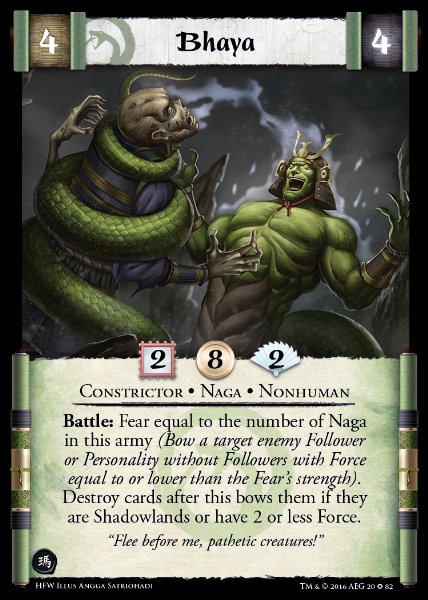 4 Bhaya 4
2 8 2
Constrictor • Naga • Nonhuman
Battle: Fear equal to the number of Naga
in this army (Bow a target enemy Follower
or Personality without Followers with Force
equal to or lower than the Fear's strength).
Destroy cards after this bows them if they
are Shadowlands or have 2 or less Force.
"Flee before me, pathetic creatures!"
瑪
HFW Illus Angga Satriohadi TM & © 2016 AEG 20 ✪ 82